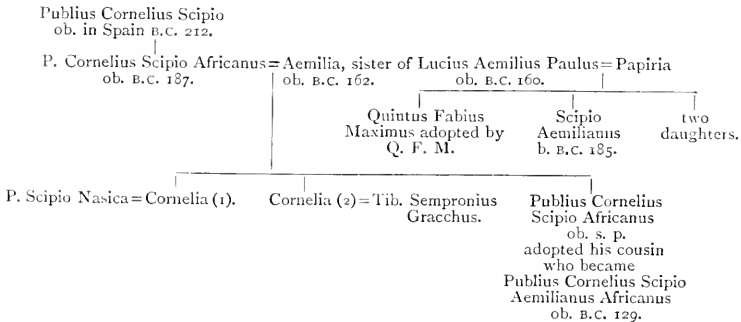 Publius Cornelius Scipio
ob. in Spain B.C. 212.
P. Cornelius Scipio Africanus=Aemilia, sister of Lucius Aemilius Paulus=Papiria
ob. B.C. 187. ob. B.C. 162. ob. B.C. 160.
Quintus Fabius
Maximus adopted by
Q. F. M.
Scipio
Aemilianus
b. B.C. 185.
two
daughters.
P. Scipio Nasica=Cornelia (1).
Cornelia (2)=Tib. Sempronius
Gracchus.
Publius Cornelius
Scipio Africanus
ob. s. p.
adopted his cousin
who became
Publius Cornelius Scipio
Aemilianus Africanus
ob. B.C. 129.